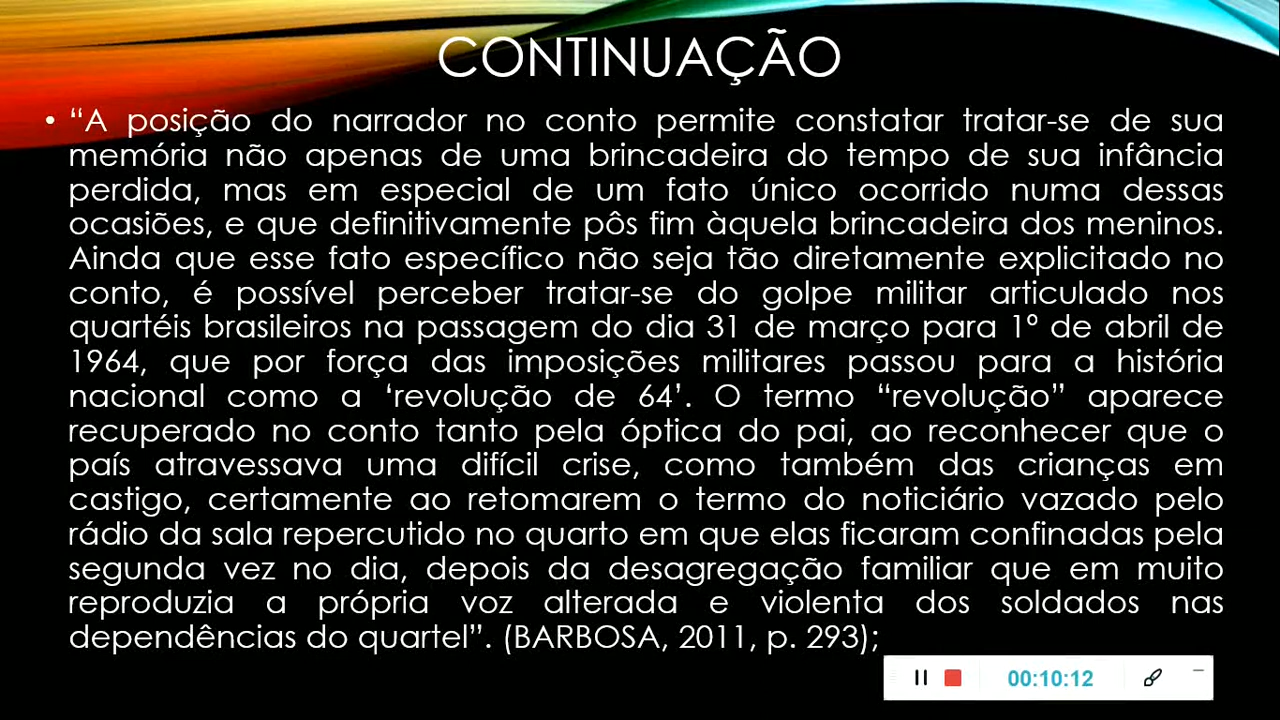 CONTINUAÇÃO
• “A posição do narrador no conto permite constatar tratar-se de sua
memória não apenas de uma brincadeira do tempo de sua infância
perdida, mas em especial de um fato único ocorrido numa dessas
ocasiões, e que definitivamente pôs fim àquela brincadeira dos meninos.
Ainda que esse fato específico não seja tão diretamente explicitado no
conto, é possível perceber tratar-se do golpe militar articulado nos
quartéis brasileiros na passagem do dia 31 de março para 1º de abril de
1964, que por força das imposições militares passou para a história
nacional como a ‘revolução de 64’. O termo “revolução” aparece
recuperado no conto tanto pela óptica do pai, ao reconhecer que o
país atravessava uma difícil crise, como também das crianças em
castigo, certamente ao retomarem o termo do noticiário vazado pelo
rádio da sala repercutido no quarto em que elas ficaram confinadas pela
segunda vez no dia, depois da desagregação familiar que em muito
reproduzia a própria voz alterada e violenta dos soldados nas
dependências do quartel”. (BARBOSA, 2011, p. 293);
00:10:12